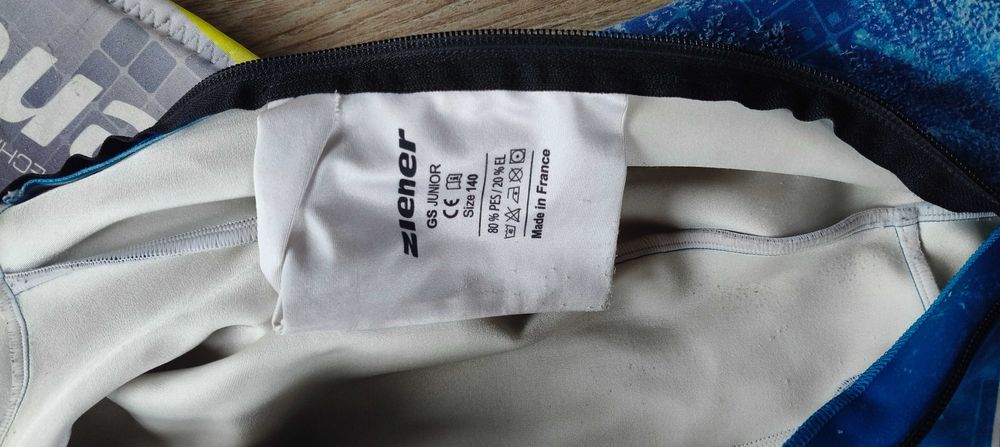 ziener
GS JUNIOR
CE
Size 140
80 % PES / 20 % EL
Made in France